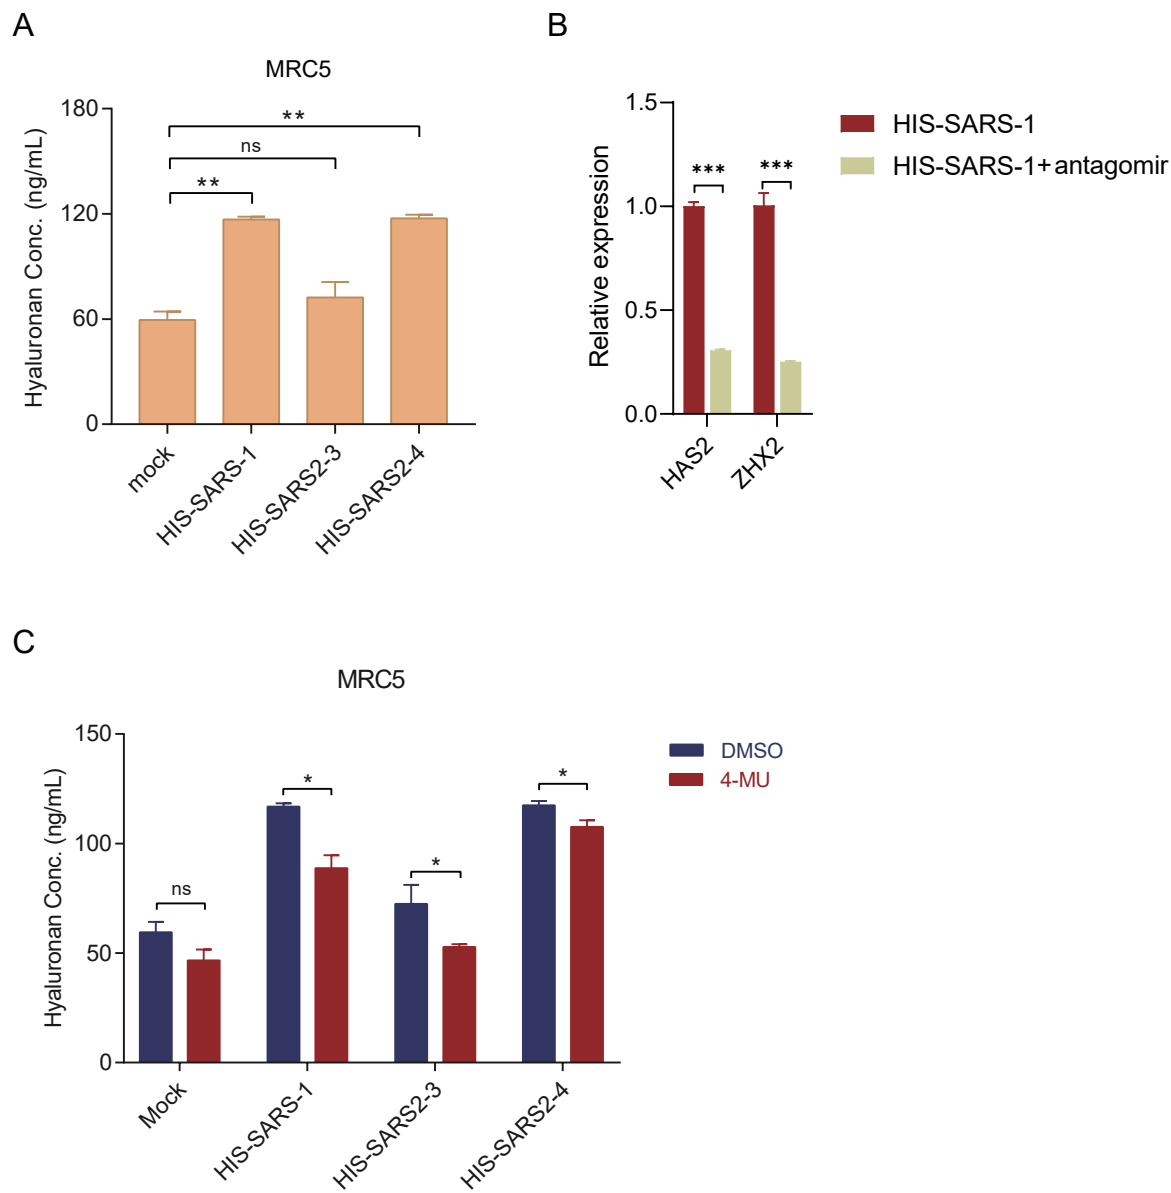 A
MRC5
Hyaluronan Conc. (ng/mL)
180
120
60
0
**
ns
**
mock
HIS-SARS-1
HIS-SARS2-3
HIS-SARS2-4
B
Relative expression
1.5
1.0
0.5
0.0
***
***
HAS2
ZHX2
HIS-SARS-1
HIS-SARS-1+antagomir
C
MRC5
Hyaluronan Conc. (ng/mL)
150
100
50
0
ns
*
*
*
Mock
HIS-SARS-1
HIS-SARS2-3
HIS-SARS2-4
DMSO
4-MU